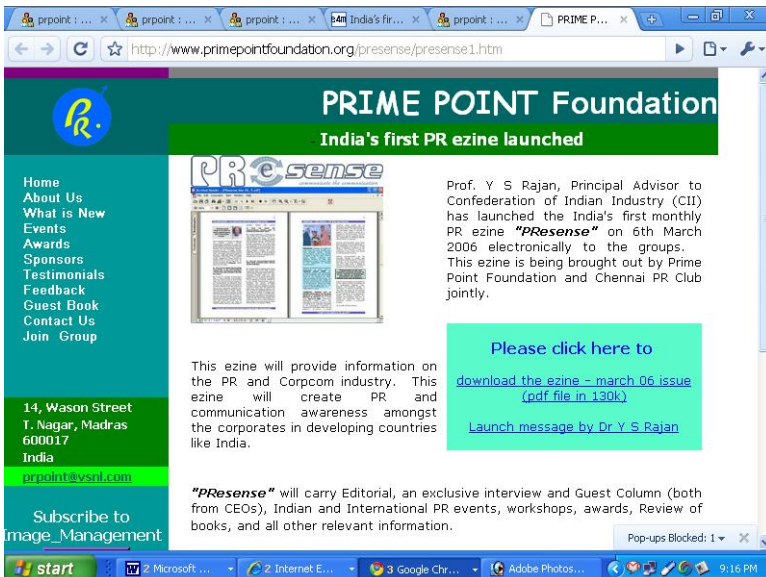 prpoint : ...
prpoint : ...
prpoint : ...
b4m India's fir...
prpoint : ...
PRIME P...
http://www.primepointfoundation.org/presense/presense1.htm
PR.
PRIME POINT Foundation
- India's first PR ezine launched
Home
About Us
What is New
Events
Awards
Sponsors
Testimonials
Feedback
Guest Book
Contact Us
Join Group
14, Wason Street
T. Nagar, Madras
600017
India
prpoint@vsnl.com
Subscribe to
Image_Management
PR e sense
Prof. Y S Rajan, Principal Advisor to
Confederation of Indian Industry (CII)
has launched the India's first monthly
PR ezine "PResense" on 6th March
2006 electronically to the groups.
This ezine is being brought out by Prime
Point Foundation and Chennai PR Club
jointly.
This ezine will provide information on
the PR and Corpcom industry. This
ezine will create PR and
communication awareness amongst
the corporates in developing countries
like India.
Please click here to
download the ezine - march 06 issue
(pdf file in 130k)
Launch message by Dr Y S Rajan
"PResense" will carry Editorial, an exclusive interview and Guest Column (both
from CEOs), Indian and International PR events, workshops, awards, Review of
books, and all other relevant information.
Pop-ups Blocked: 1
start
2 Microsoft ...
2 Internet E...
3 Google Chr...
Adobe Photos...
9:16 PM